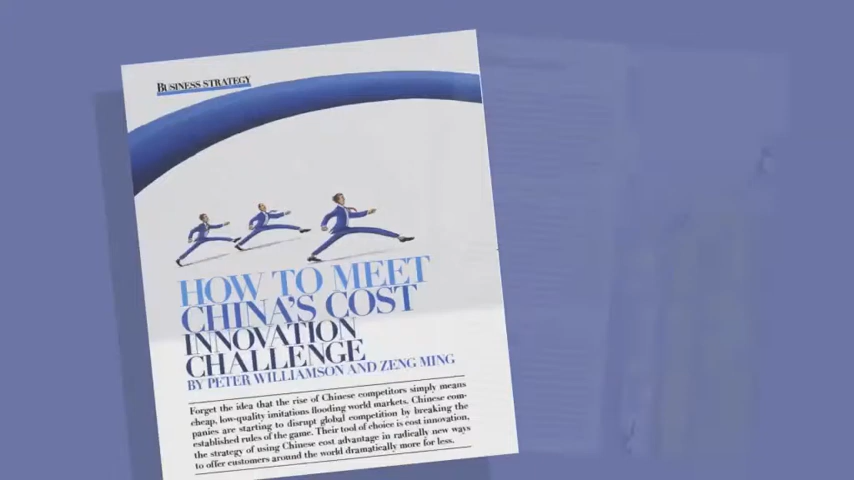 BUSINESS STRATEGY
HOW TO MEET
CHINA'S COST
INNOVATION
CHALLENGE
BY PETER WILLIAMSON AND ZENG MING
Forget the idea that the rise of Chinese competitors simply means
cheap, low-quality imitations flooding world markets. Chinese com-
panies are starting to disrupt global competition by breaking the
established rules of the game. Their tool of choice is cost innovation,
the strategy of using Chinese cost advantage in radically new ways
to offer customers around the world dramatically more for less.